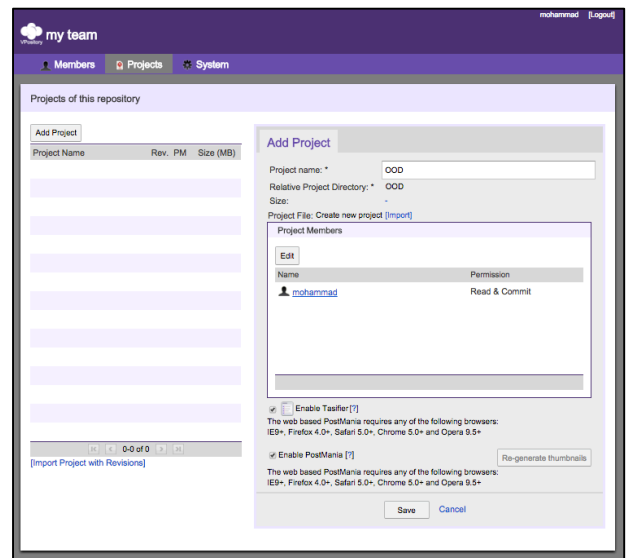 mohammad [Logout]
VPository my team
Members Projects System
Projects of this repository
Add Project
Project Name Rev. PM Size (MB)
0-0 of 0
[Import Project with Revisions]
Add Project
Project name: * OOD
Relative Project Directory: * OOD
Size: -
Project File: Create new project [Import]
Project Members
Edit
Name Permission
mohammad Read & Commit
Enable Tasifier [?]
The web based PostMania requires any of the following browsers:
IE9+, Firefox 4.0+, Safari 5.0+, Chrome 5.0+ and Opera 9.5+
Enable PostMania [?] Re-generate thumbnails
The web based PostMania requires any of the following browsers:
IE9+, Firefox 4.0+, Safari 5.0+, Chrome 5.0+ and Opera 9.5+
Save Cancel